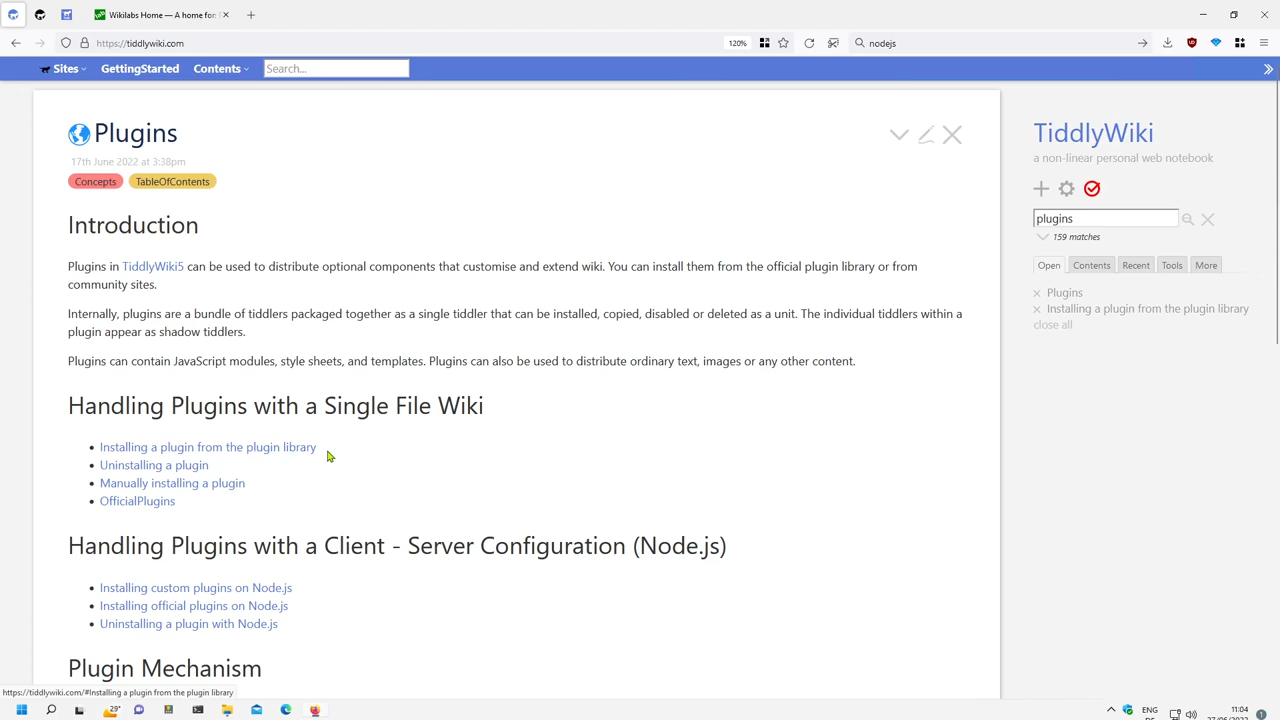 Wikilabs Home — A home for
https://tiddlywiki.com
120%
nodejs
Sites
GettingStarted
Contents
Search...
Plugins
17th June 2022 at 3:38pm
Concepts
TableOfContents
Introduction
Plugins in TiddlyWiki5 can be used to distribute optional components that customise and extend wiki. You can install them from the official plugin library or from
community sites.
Internally, plugins are a bundle of tiddlers packaged together as a single tiddler that can be installed, copied, disabled or deleted as a unit. The individual tiddlers within a
plugin appear as shadow tiddlers.
Plugins can contain JavaScript modules, style sheets, and templates. Plugins can also be used to distribute ordinary text, images or any other content.
Handling Plugins with a Single File Wiki
Installing a plugin from the plugin library
Uninstalling a plugin
Manually installing a plugin
OfficialPlugins
Handling Plugins with a Client - Server Configuration (Node.js)
Installing custom plugins on Node.js
Installing official plugins on Node.js
Uninstalling a plugin with Node.js
Plugin Mechanism
TiddlyWiki
a non-linear personal web notebook
plugins
159 matches
Open
Contents
Recent
Tools
More
Plugins
Installing a plugin from the plugin library
close all
https://tiddlywiki.com/#Installing a plugin from the plugin library
29°
ENG
11:04